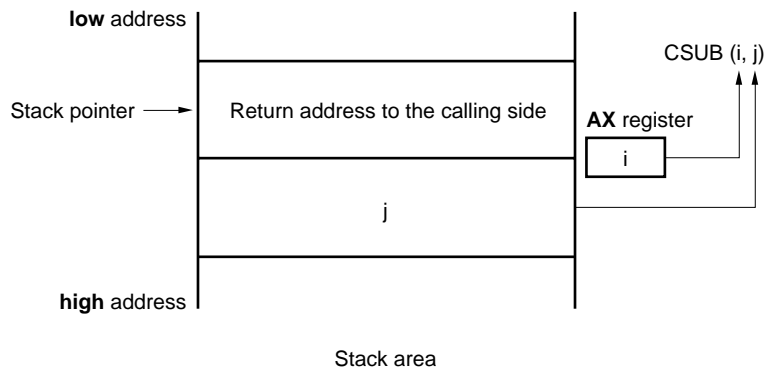 low address
CSUB (i, j)
Stack pointer
Return address to the calling side
AX register
i
j
high address
Stack area